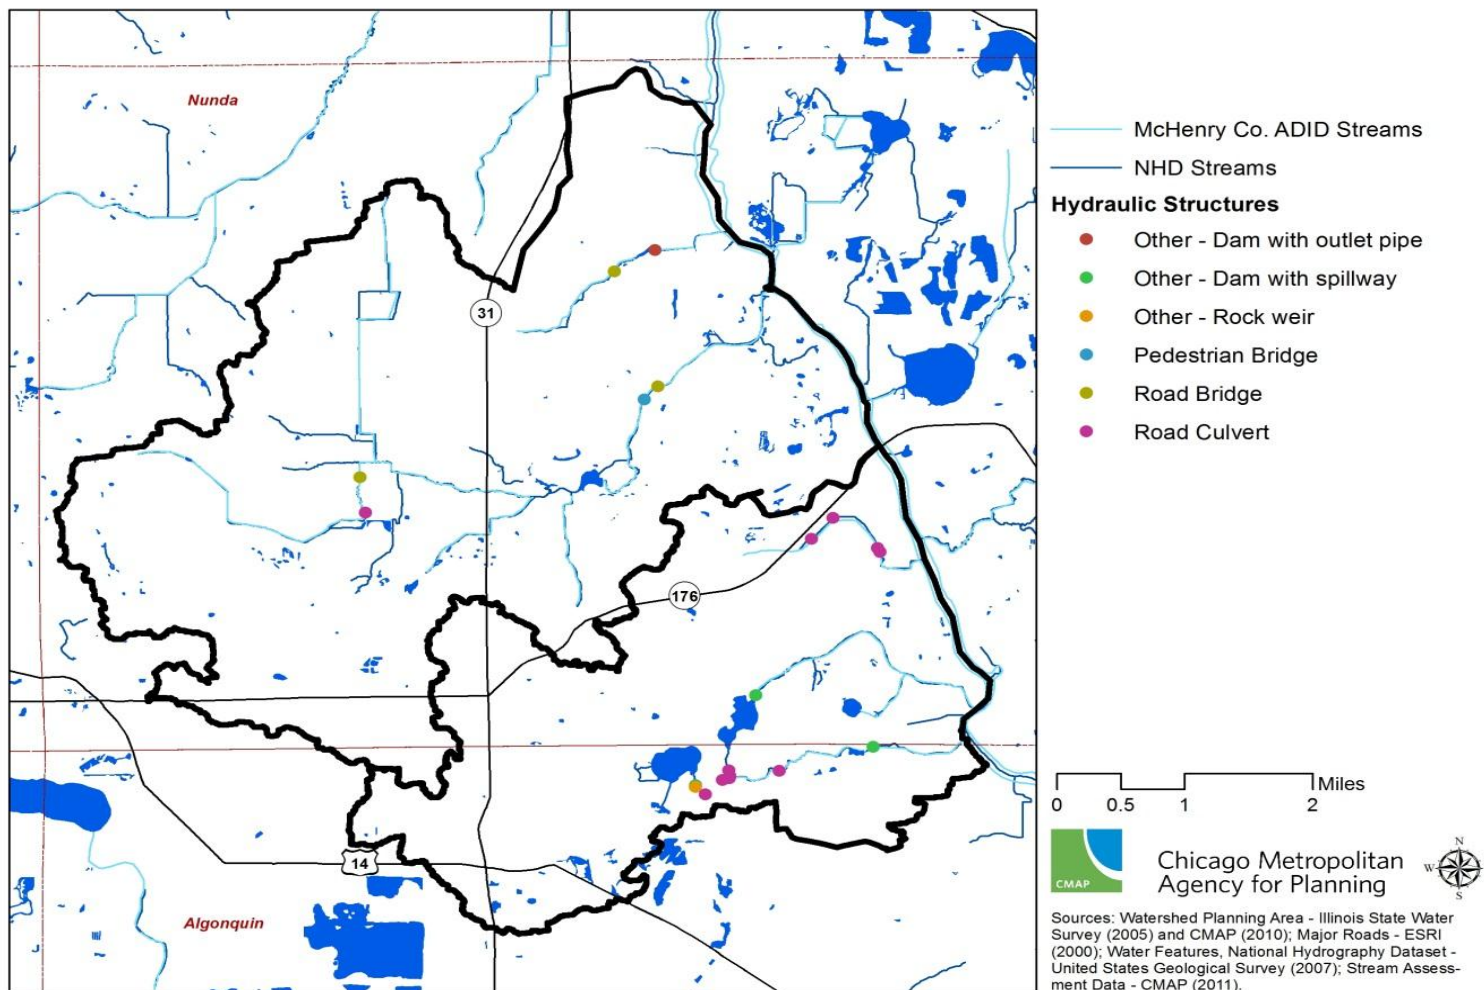 Nunda
31
176
14
Algonquin
McHenry Co. ADID Streams
NHD Streams
Hydraulic Structures
Other - Dam with outlet pipe
Other - Dam with spillway
Other - Rock weir
Pedestrian Bridge
Road Bridge
Road Culvert
Miles
0 0.5 1 2
CMAP
Chicago Metropolitan
Agency for Planning
N
W E
S
Sources: Watershed Planning Area - Illinois State Water
Survey (2005) and CMAP (2010); Major Roads - ESRI
(2000); Water Features, National Hydrography Dataset -
United States Geological Survey (2007); Stream Assess-
ment Data - CMAP (2011).